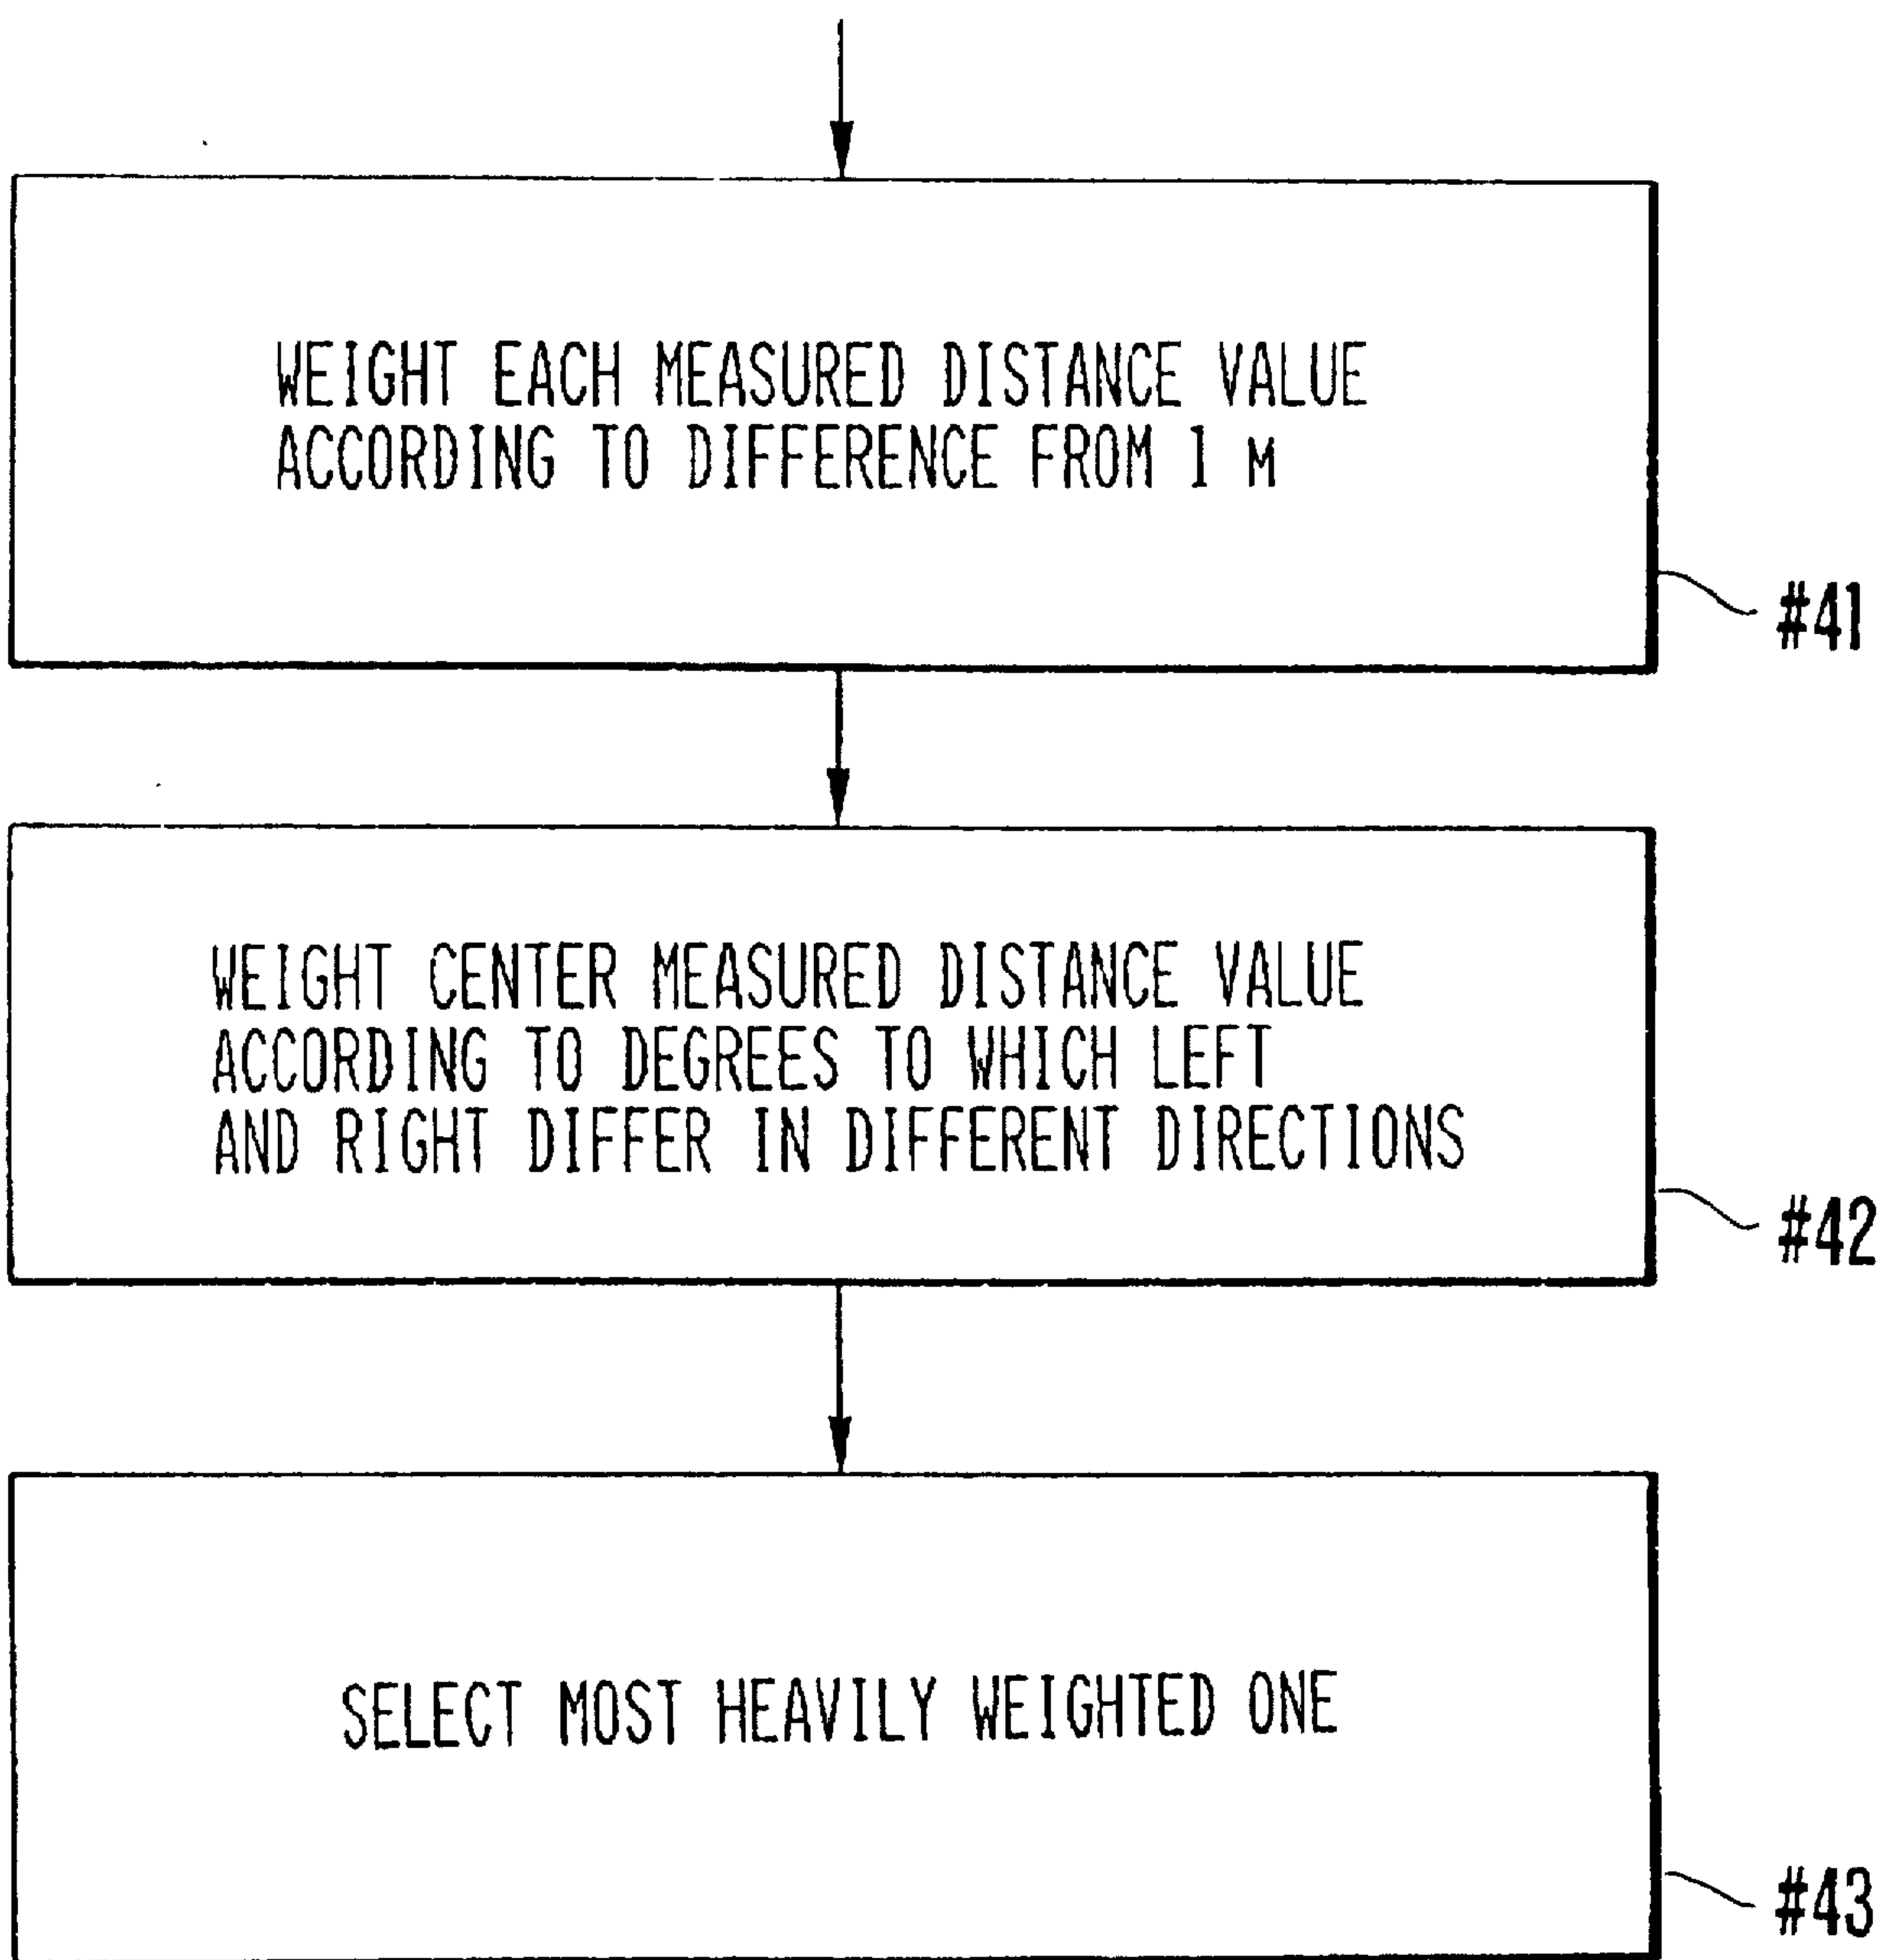 WEIGHT EACH MEASURED DISTANCE VALUE
ACCORDING TO DIFFERENCE FROM 1 M
#41
WEIGHT CENTER MEASURED DISTANCE VALUE
ACCORDING TO DEGREES TO WHICH LEFT
AND RIGHT DIFFER IN DIFFERENT DIRECTIONS
#42
SELECT MOST HEAVILY WEIGHTED ONE
#43